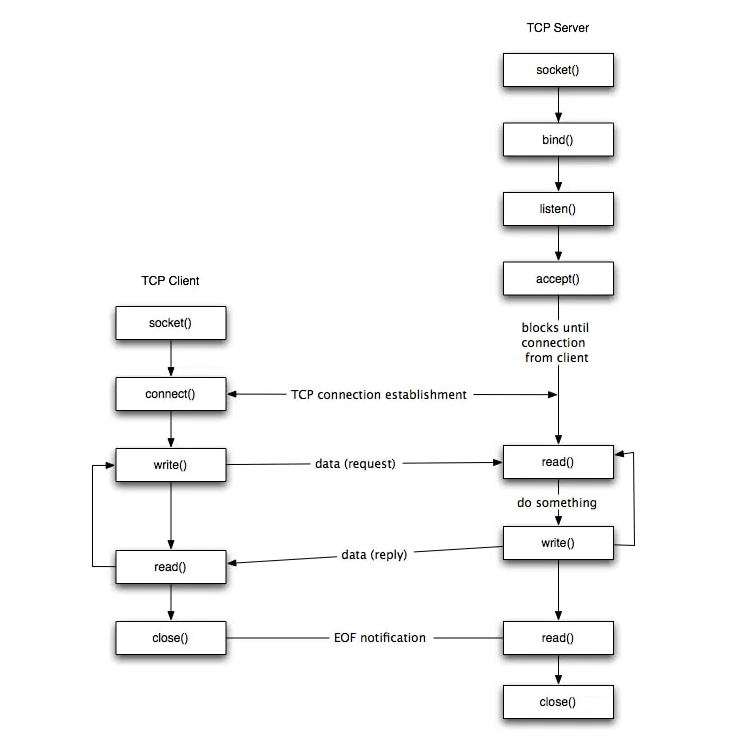 TCP Server
socket()
bind()
listen()
accept()
blocks until
connection
from client
TCP Client
socket()
connect()
TCP connection establishment
write()
data (request)
read()
do something
write()
data (reply)
read()
close()
EOF notification
read()
close()